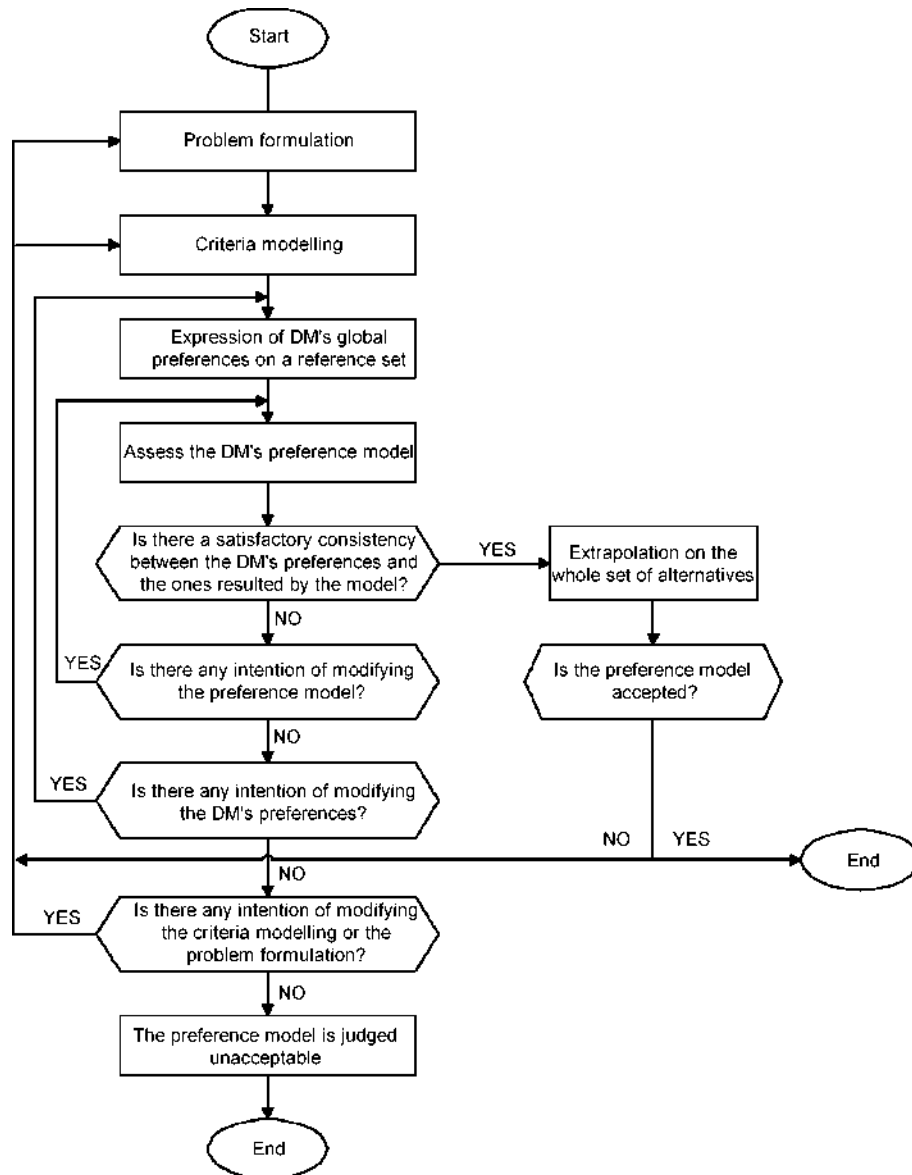 Start
Problem formulation
Criteria modelling
Expression of DM's global
preferences on a reference set
Assess the DM's preference model
Is there a satisfactory consistency
between the DM's preferences and
the ones resulted by the model?
YES
Extrapolation on the
whole set of alternatives
NO
YES
Is there any intention of modifying
the preference model?
Is the preference model
accepted?
NO
YES
Is there any intention of modifying
the DM's preferences?
NO
YES
End
NO
YES
Is there any intention of modifying
the criteria modelling or the
problem formulation?
NO
The preference model is judged
unacceptable
End